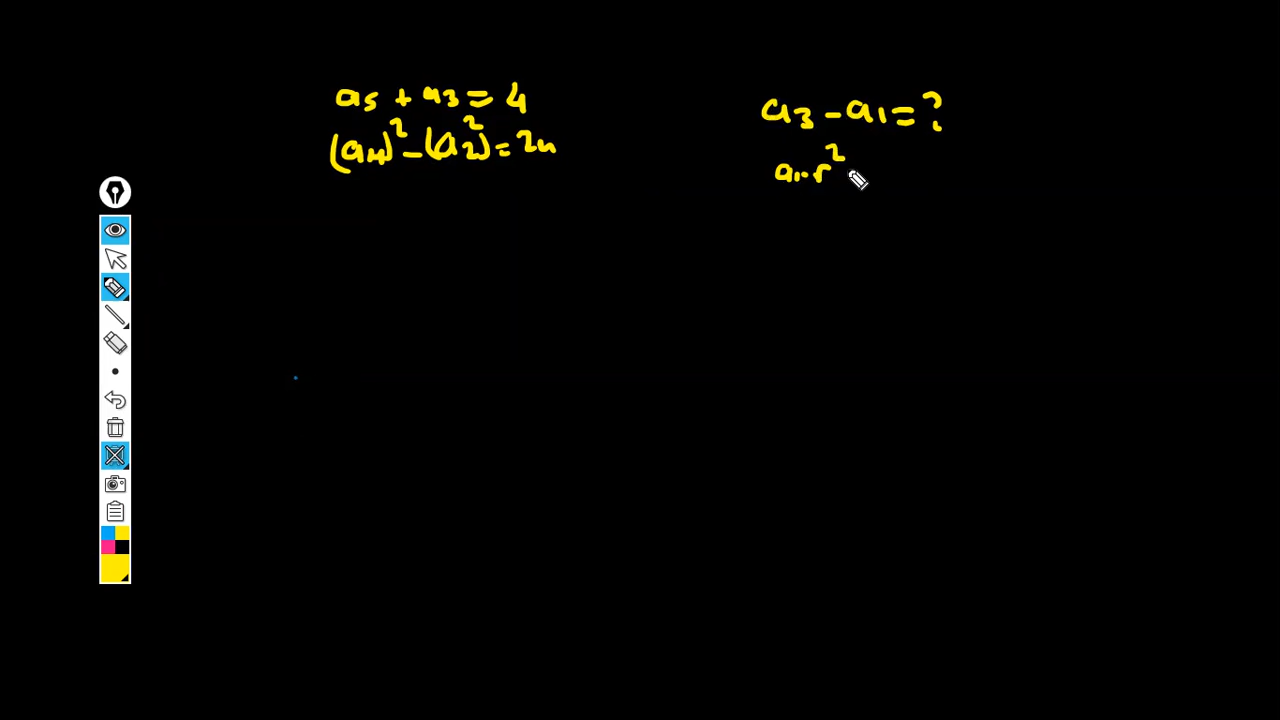 a5 + a3 = 4
(a4)² - (a2)² = 24
a3 - a1 = ?
a1·r²